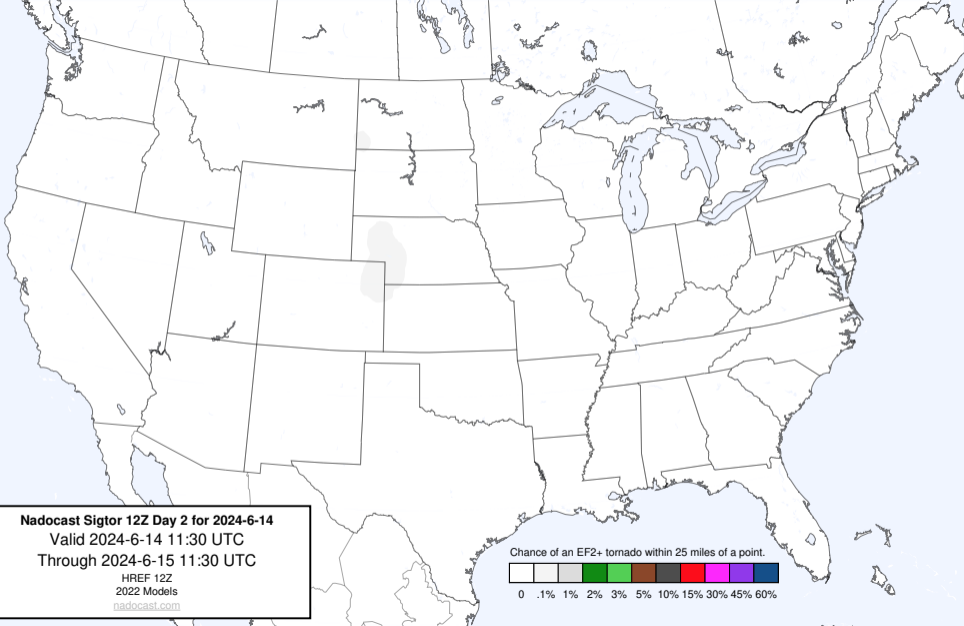 Nadocast Sigtor 12Z Day 2 for 2024-6-14
Valid 2024-6-14 11:30 UTC
Through 2024-6-15 11:30 UTC
HREF 12Z
2022 Models
nadocast.com
Chance of an EF2+ tornado within 25 miles of a point.
0 .1% 1% 2% 3% 5% 10% 15% 30% 45% 60%